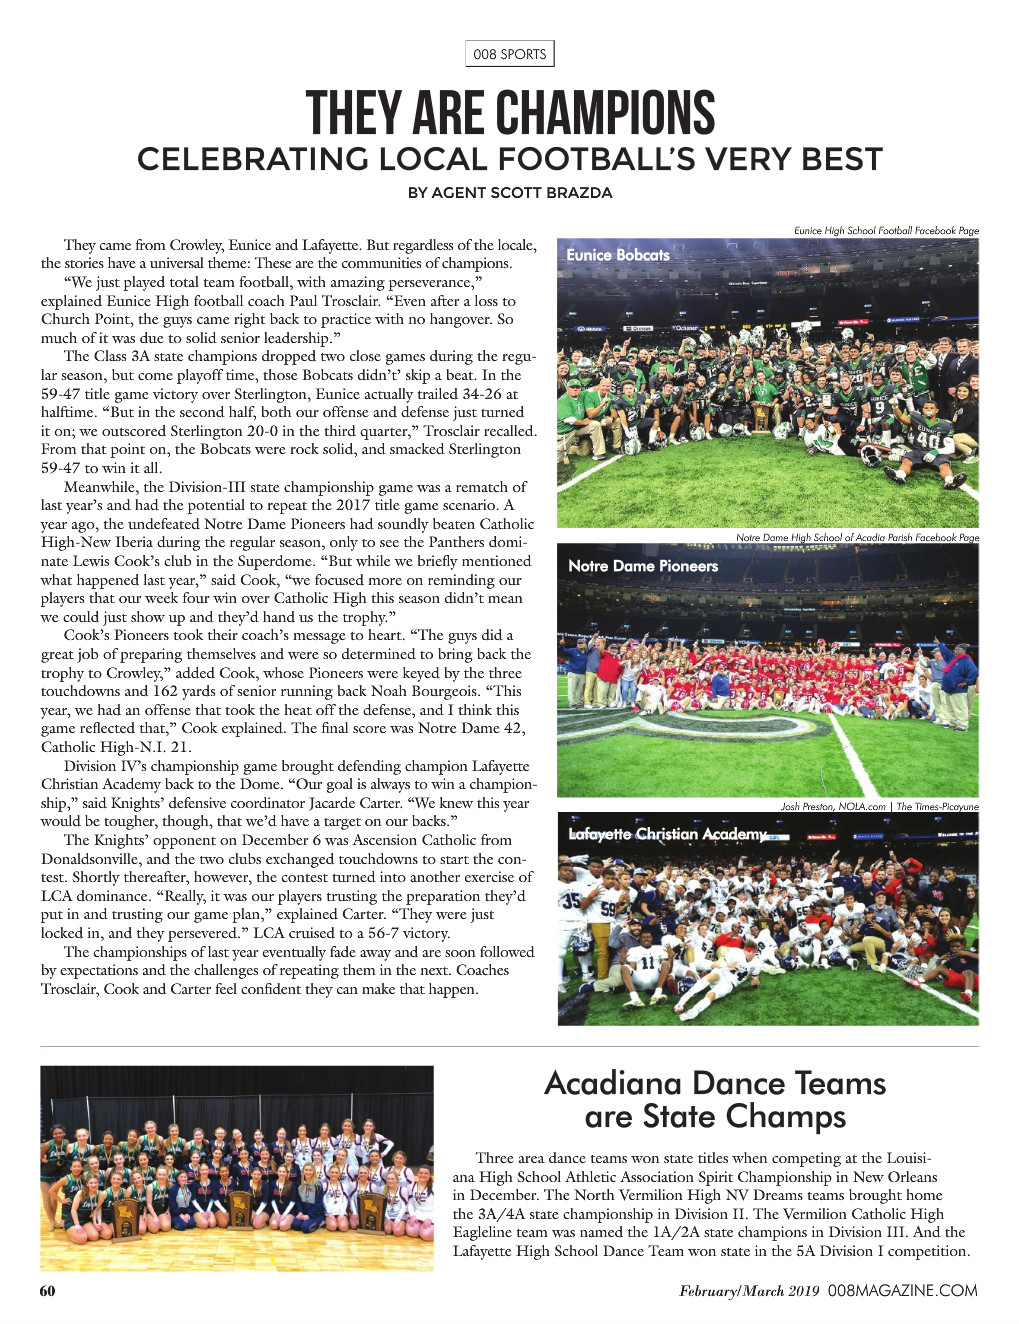 008 SPORTS
THEY ARE CHAMPIONS
CELEBRATING LOCAL FOOTBALL'S VERY BEST
BY AGENT SCOTT BRAZDA
They came from Crowley, Eunice and Lafayette. But regardless of the locale,
the stories have a universal theme: These are the communities of champions.
“We just played total team football, with amazing perseverance,”
explained Eunice High football coach Paul Trosclair. “Even after a loss to
Church Point, the guys came right back to practice with no hangover. So
much of it was due to solid senior leadership.”
The Class 3A state champions dropped two close games during the regu-
lar season, but come playoff time, those Bobcats didn’t’ skip a beat. In the
59-47 title game victory over Sterlington, Eunice actually trailed 34-26 at
halftime. “But in the second half, both our offense and defense just turned
it on; we outscored Sterlington 20-0 in the third quarter,” Trosclair recalled.
From that point on, the Bobcats were rock solid, and smacked Sterlington
59-47 to win it all.
Meanwhile, the Division-III state championship game was a rematch of
last year’s and had the potential to repeat the 2017 title game scenario. A
year ago, the undefeated Notre Dame Pioneers had soundly beaten Catholic
High-New Iberia during the regular season, only to see the Panthers domi-
nate Lewis Cook’s club in the Superdome. “But while we briefly mentioned
what happened last year,” said Cook, “we focused more on reminding our
players that our week four win over Catholic High this season didn’t mean
we could just show up and they’d hand us the trophy.”
Cook’s Pioneers took their coach’s message to heart. “The guys did a
great job of preparing themselves and were so determined to bring back the
trophy to Crowley,” added Cook, whose Pioneers were keyed by the three
touchdowns and 162 yards of senior running back Noah Bourgeois. “This
year, we had an offense that took the heat off the defense, and I think this
game reflected that,” Cook explained. The final score was Notre Dame 42,
Catholic High-N.I. 21.
Division IV’s championship game brought defending champion Lafayette
Christian Academy back to the Dome. “Our goal is always to win a champion-
ship,” said Knights’ defensive coordinator Jacarde Carter. “We knew this year
would be tougher, though, that we’d have a target on our backs.”
The Knights’ opponent on December 6 was Ascension Catholic from
Donaldsonville, and the two clubs exchanged touchdowns to start the con-
test. Shortly thereafter, however, the contest turned into another exercise of
LCA dominance. “Really, it was our players trusting the preparation they’d
put in and trusting our game plan,” explained Carter. “They were just
locked in, and they persevered.” LCA cruised to a 56-7 victory.
The championships of last year eventually fade away and are soon followed
by expectations and the challenges of repeating them in the next. Coaches
Trosclair, Cook and Carter feel confident they can make that happen.
Eunice High School Football Facebook Page
Eunice Bobcats
Notre Dame High School of Acadia Parish Facebook Page
Notre Dame Pioneers
Josh Preston, NOLA.com | The Times-Picayune
Lafayette Christian Academy
35
59
11
40
9
Acadiana Dance Teams
are State Champs
Three area dance teams won state titles when competing at the Louisi-
ana High School Athletic Association Spirit Championship in New Orleans
in December. The North Vermilion High NV Dreams teams brought home
the 3A/4A state championship in Division II. The Vermilion Catholic High
Eagleline team was named the 1A/2A state champions in Division III. And the
Lafayette High School Dance Team won state in the 5A Division I competition.
60
February/March 2019 008MAGAZINE.COM